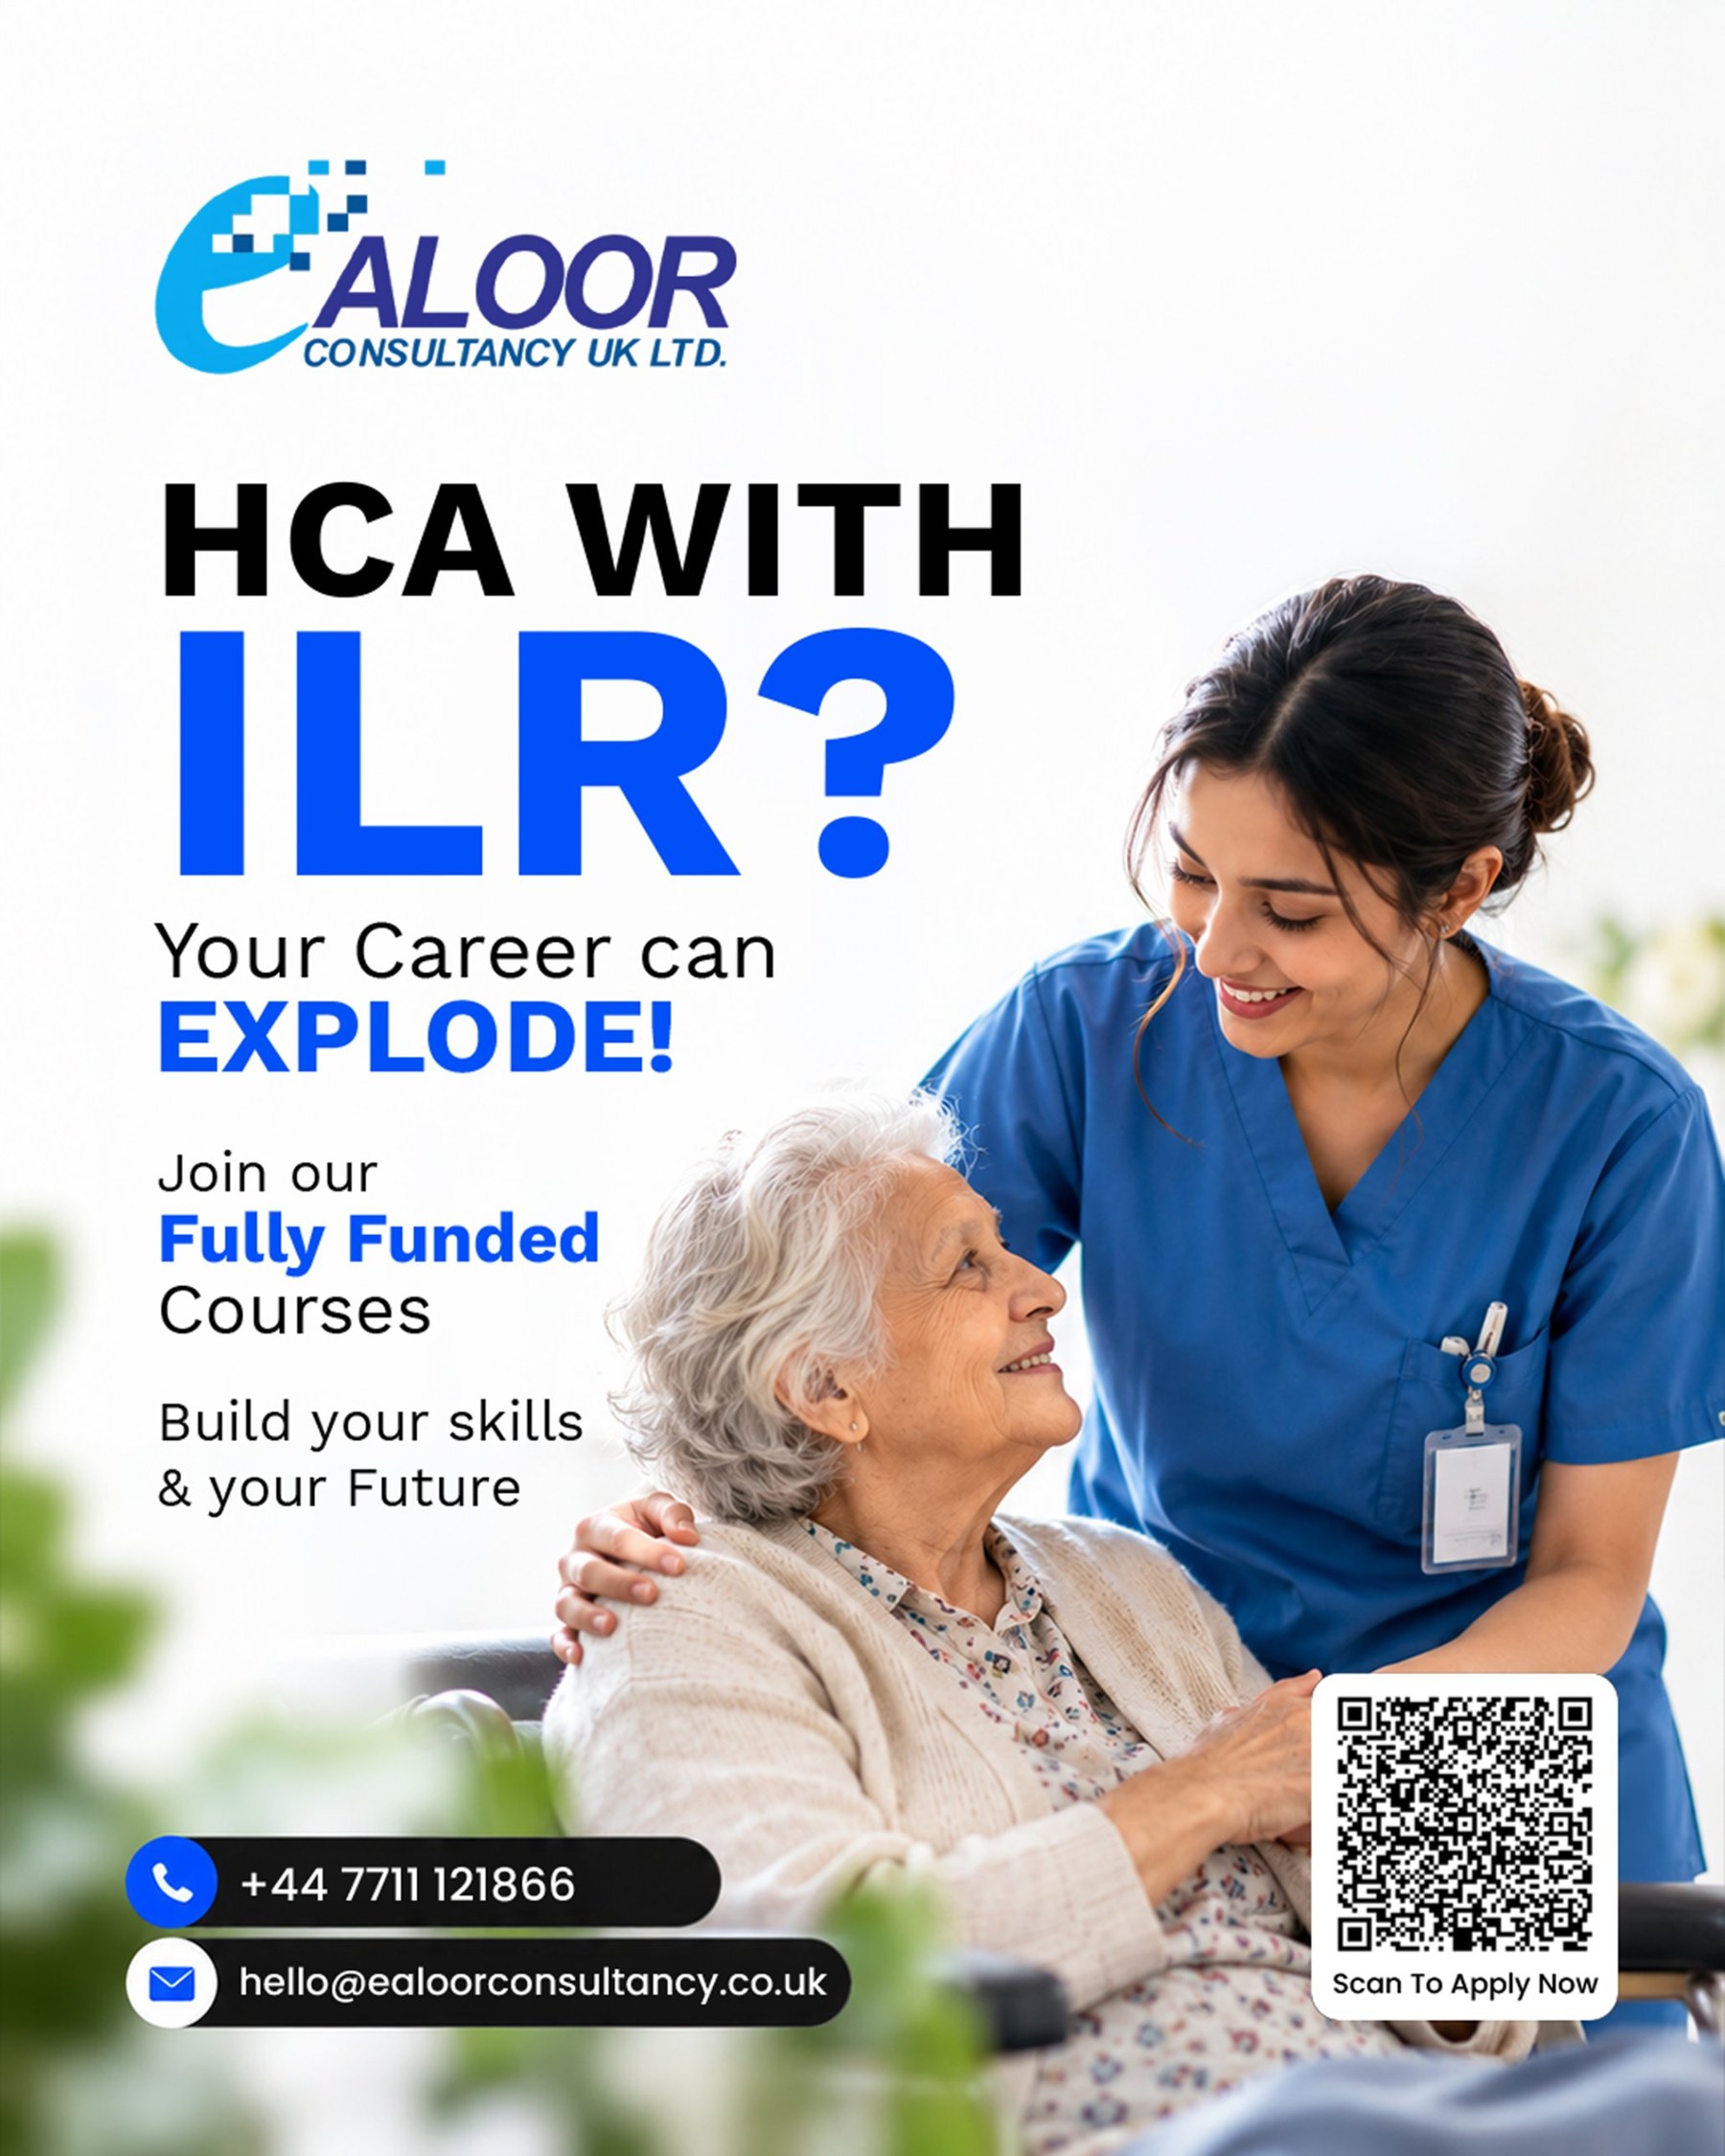 eALOOR
CONSULTANCY UK LTD.
HCA WITH
ILR?
Your Career can
EXPLODE!
Join our
Fully Funded
Courses
Build your skills
& your Future
+44 7711 121866
hello@ealoorconsultancy.co.uk
Scan To Apply Now